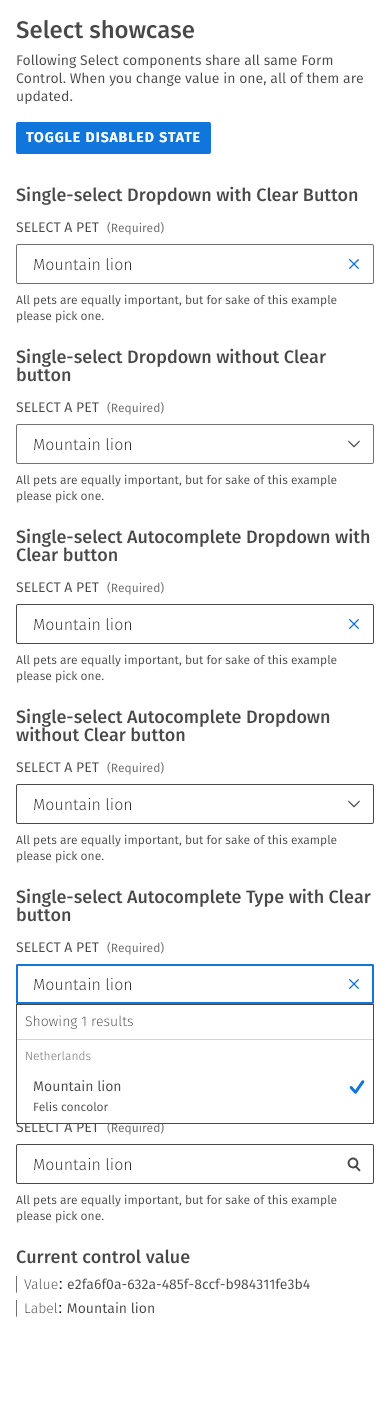 Select showcase
Following Select components share all same Form
Control. When you change value in one, all of them are
updated.
TOGGLE DISABLED STATE
Single-select Dropdown with Clear Button
SELECT A PET (Required)
Mountain lion
All pets are equally important, but for sake of this example
please pick one.
Single-select Dropdown without Clear
button
SELECT A PET (Required)
Mountain lion
All pets are equally important, but for sake of this example
please pick one.
Single-select Autocomplete Dropdown with
Clear button
SELECT A PET (Required)
Mountain lion
All pets are equally important, but for sake of this example
please pick one.
Single-select Autocomplete Dropdown
without Clear button
SELECT A PET (Required)
Mountain lion
All pets are equally important, but for sake of this example
please pick one.
Single-select Autocomplete Type with Clear
button
SELECT A PET (Required)
Mountain lion
Showing 1 results
Netherlands
Mountain lion
Felis concolor
SELECT A PET (Required)
Mountain lion
All pets are equally important, but for sake of this example
please pick one.
Current control value
Value: e2fa6f0a-632a-485f-8ccf-b984311fe3b4
Label: Mountain lion